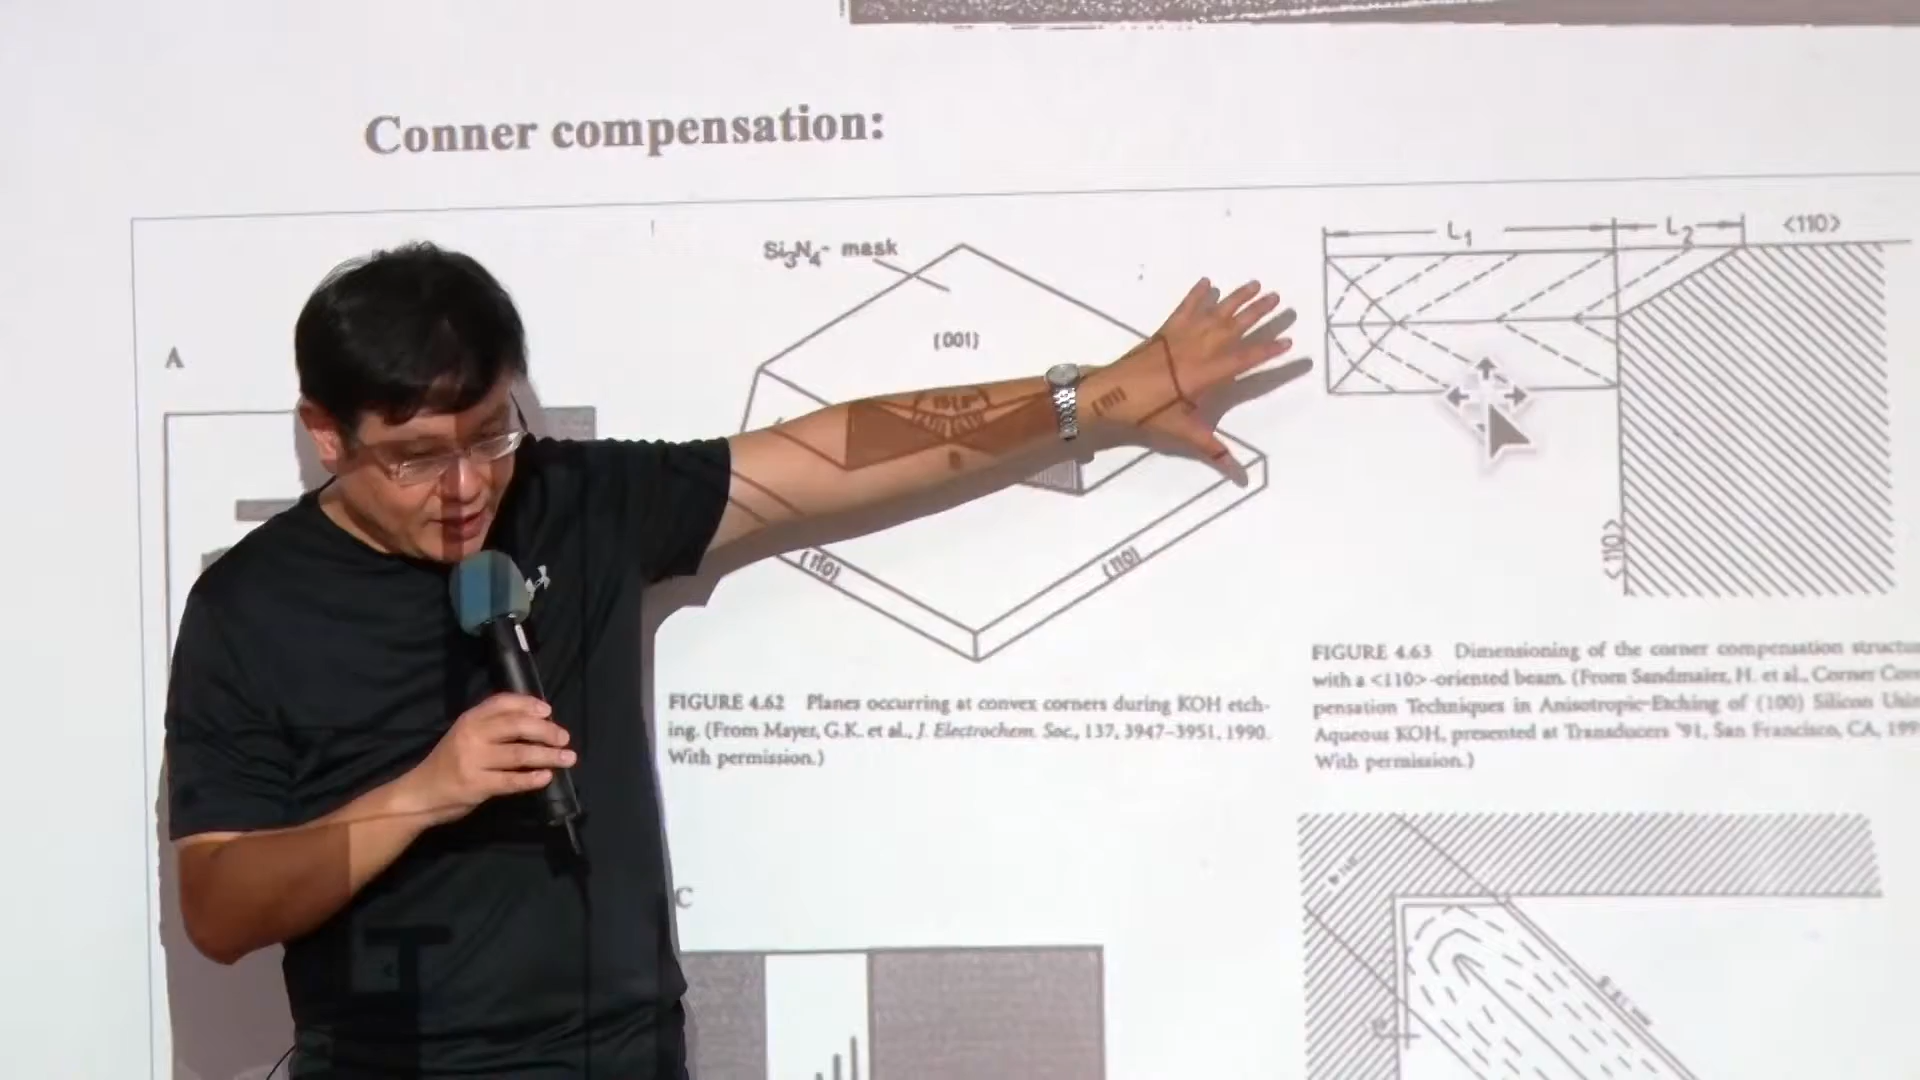 Conner compensation:
A
Si3N4- mask
(001)
(111)
(110)
(110)
L1
L2
<110>
<110>
FIGURE 4.62 Planes occurring at convex corners during KOH etch-
ing. (From Mayer, G.K. et al., J. Electrochem. Soc., 137, 3947–3951, 1990.
With permission.)
FIGURE 4.63 Dimensioning of the corner compensation structu
with a <110>-oriented beam. (From Sandmaier, H. et al., Corner Com
pensation Techniques in Anisotropic Etching of (100) Silicon Usin
Aqueous KOH, presented at Transducers '91, San Francisco, CA, 199
With permission.)
C